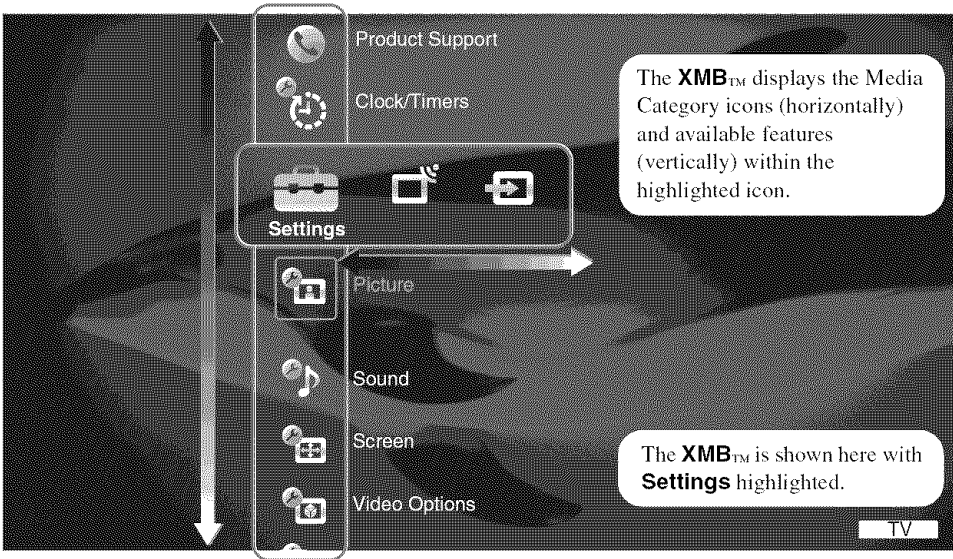 Product Support
Clock/Timers
The XMB™ displays the Media
Category icons (horizontally)
and available features
(vertically) within the
highlighted icon.
Settings
Picture
Sound
Screen
Video Options
The XMB™ is shown here with
Settings highlighted.
TV